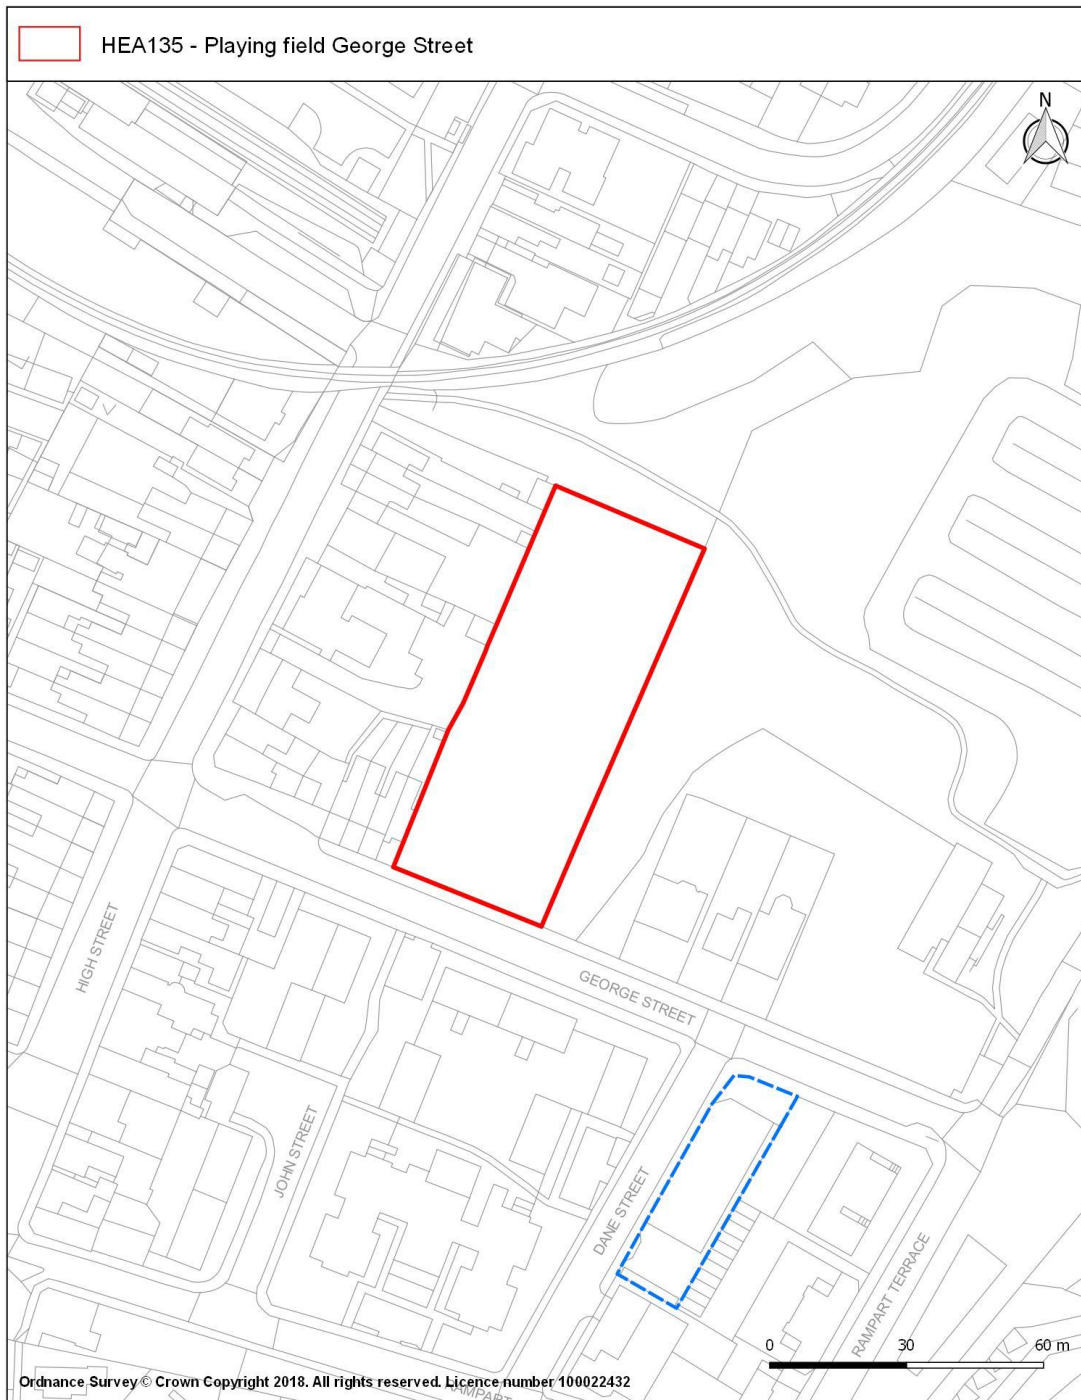 HEA135 - Playing field George Street
N
HIGH STREET
GEORGE STREET
JOHN STREET
DANE STREET
RAMPART TERRACE
0 30 60 m
Ordnance Survey © Crown Copyright 2018. All rights reserved. Licence number 100022432
RAMPART